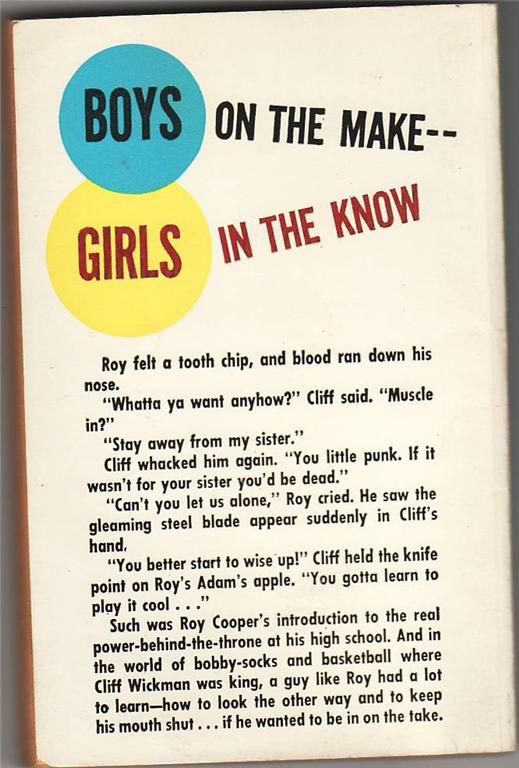 BOYS ON THE MAKE--
GIRLS IN THE KNOW
Roy felt a tooth chip, and blood ran down his
nose.
"Whatta ya want anyhow?" Cliff said. "Muscle
in?"
"Stay away from my sister."
Cliff whacked him again. "You little punk. If it
wasn't for your sister you'd be dead."
"Can't you let us alone," Roy cried. He saw the
gleaming steel blade appear suddenly in Cliff's
hand.
"You better start to wise up!" Cliff held the knife
point on Roy's Adam's apple. "You gotta learn to
play it cool . . ."
Such was Roy Cooper's introduction to the real
power-behind-the-throne at his high school. And in
the world of bobby-socks and basketball where
Cliff Wickman was king, a guy like Roy had a lot
to learn—how to look the other way and to keep
his mouth shut . . . if he wanted to be in on the take.